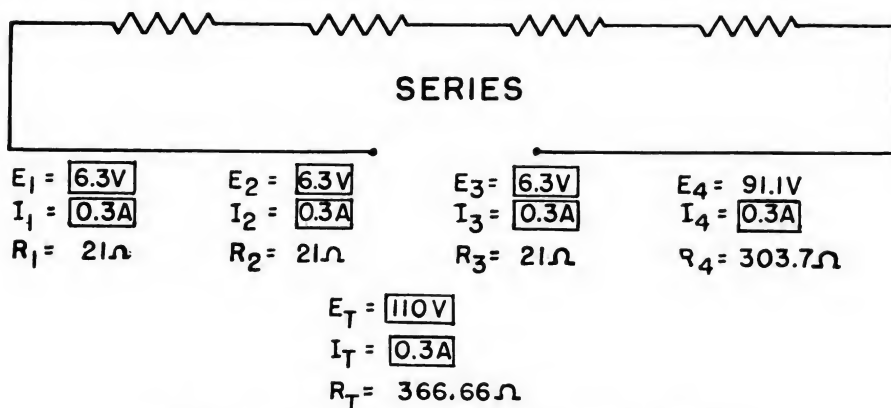 SERIES
E1 = 6.3V
I1 = 0.3A
R1 = 21Ω
E2 = 6.3V
I2 = 0.3A
R2 = 21Ω
E3 = 6.3V
I3 = 0.3A
R3 = 21Ω
E4 = 91.1V
I4 = 0.3A
R4 = 303.7Ω
ET = 110V
IT = 0.3A
RT = 366.66Ω